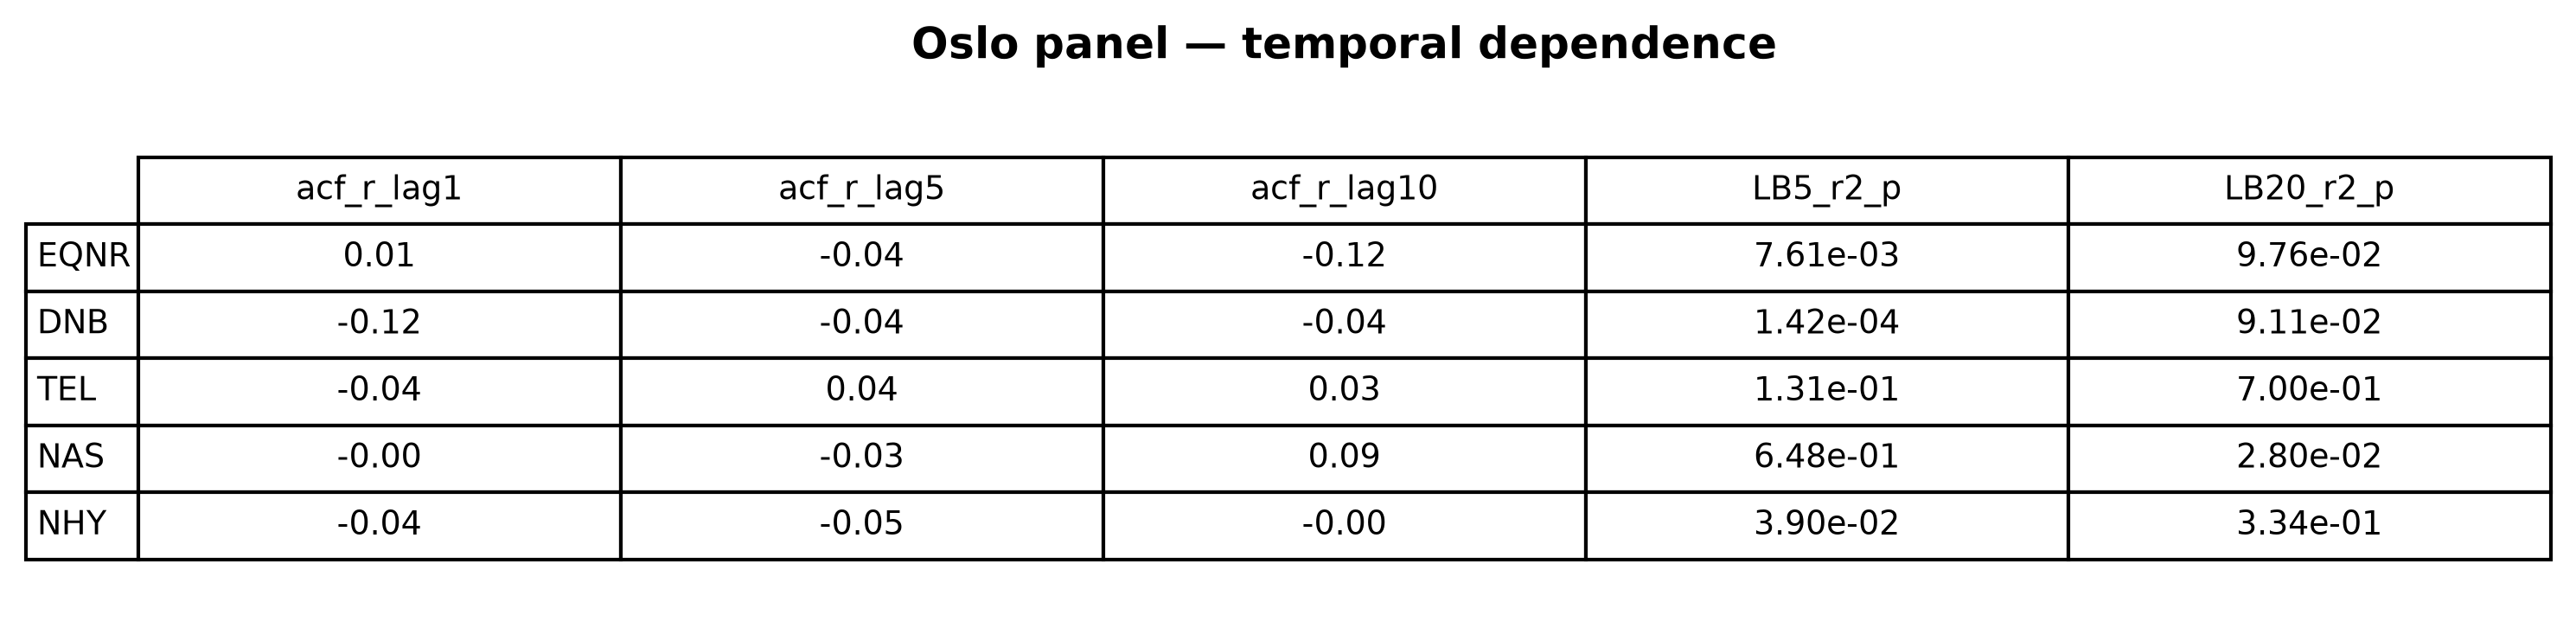 Oslo panel — temporal dependence
acf_r_lag1 acf_r_lag5 acf_r_lag10 LB5_r2_p LB20_r2_p
EQNR 0.01 -0.04 -0.12 7.61e-03 9.76e-02
DNB -0.12 -0.04 -0.04 1.42e-04 9.11e-02
TEL -0.04 0.04 0.03 1.31e-01 7.00e-01
NAS -0.00 -0.03 0.09 6.48e-01 2.80e-02
NHY -0.04 -0.05 -0.00 3.90e-02 3.34e-01